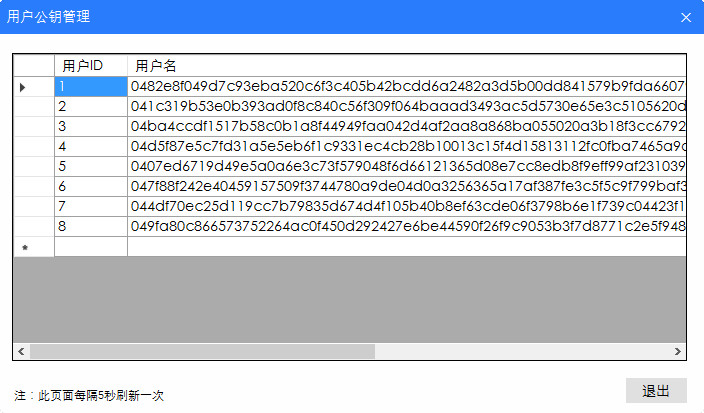 用户公钥管理
用户ID 用户名
1 0482e8f049d7c93eba520c6f3c405b42bcdd6a2482a3d5b00dd841579b9fda6607
2 041c319b53e0b393ad0f8c840c56f309f064baaad3493ac5d5730e65e3c5105620d
3 04ba4ccdf1517b58c0b1a8f44949faa042d4af2aa8a868ba055020a3b18f3cc6792
4 04d5f87e5c7fd31a5e5eb6f1c9331ec4cb28b10013c15f4d15813112fc0fba7465a9c
5 0407ed6719d49e5a0a6e3c73f579048f6d66121365d08e7cc8edb8f9eff99af231039
6 047f88f242e40459157509f3744780a9de04d0a3256365a17af387fe3c5f5c9f799baf3
7 044df70ec25d119cc7b79835d674d4f105b40b8ef63cde06f3798b6e1f739c04423f1
8 049fa80c866573752264ac0f450d292427e6be44590f26f9c9053b3f7d8771c2e5f948
注：此页面每隔5秒刷新一次
退出